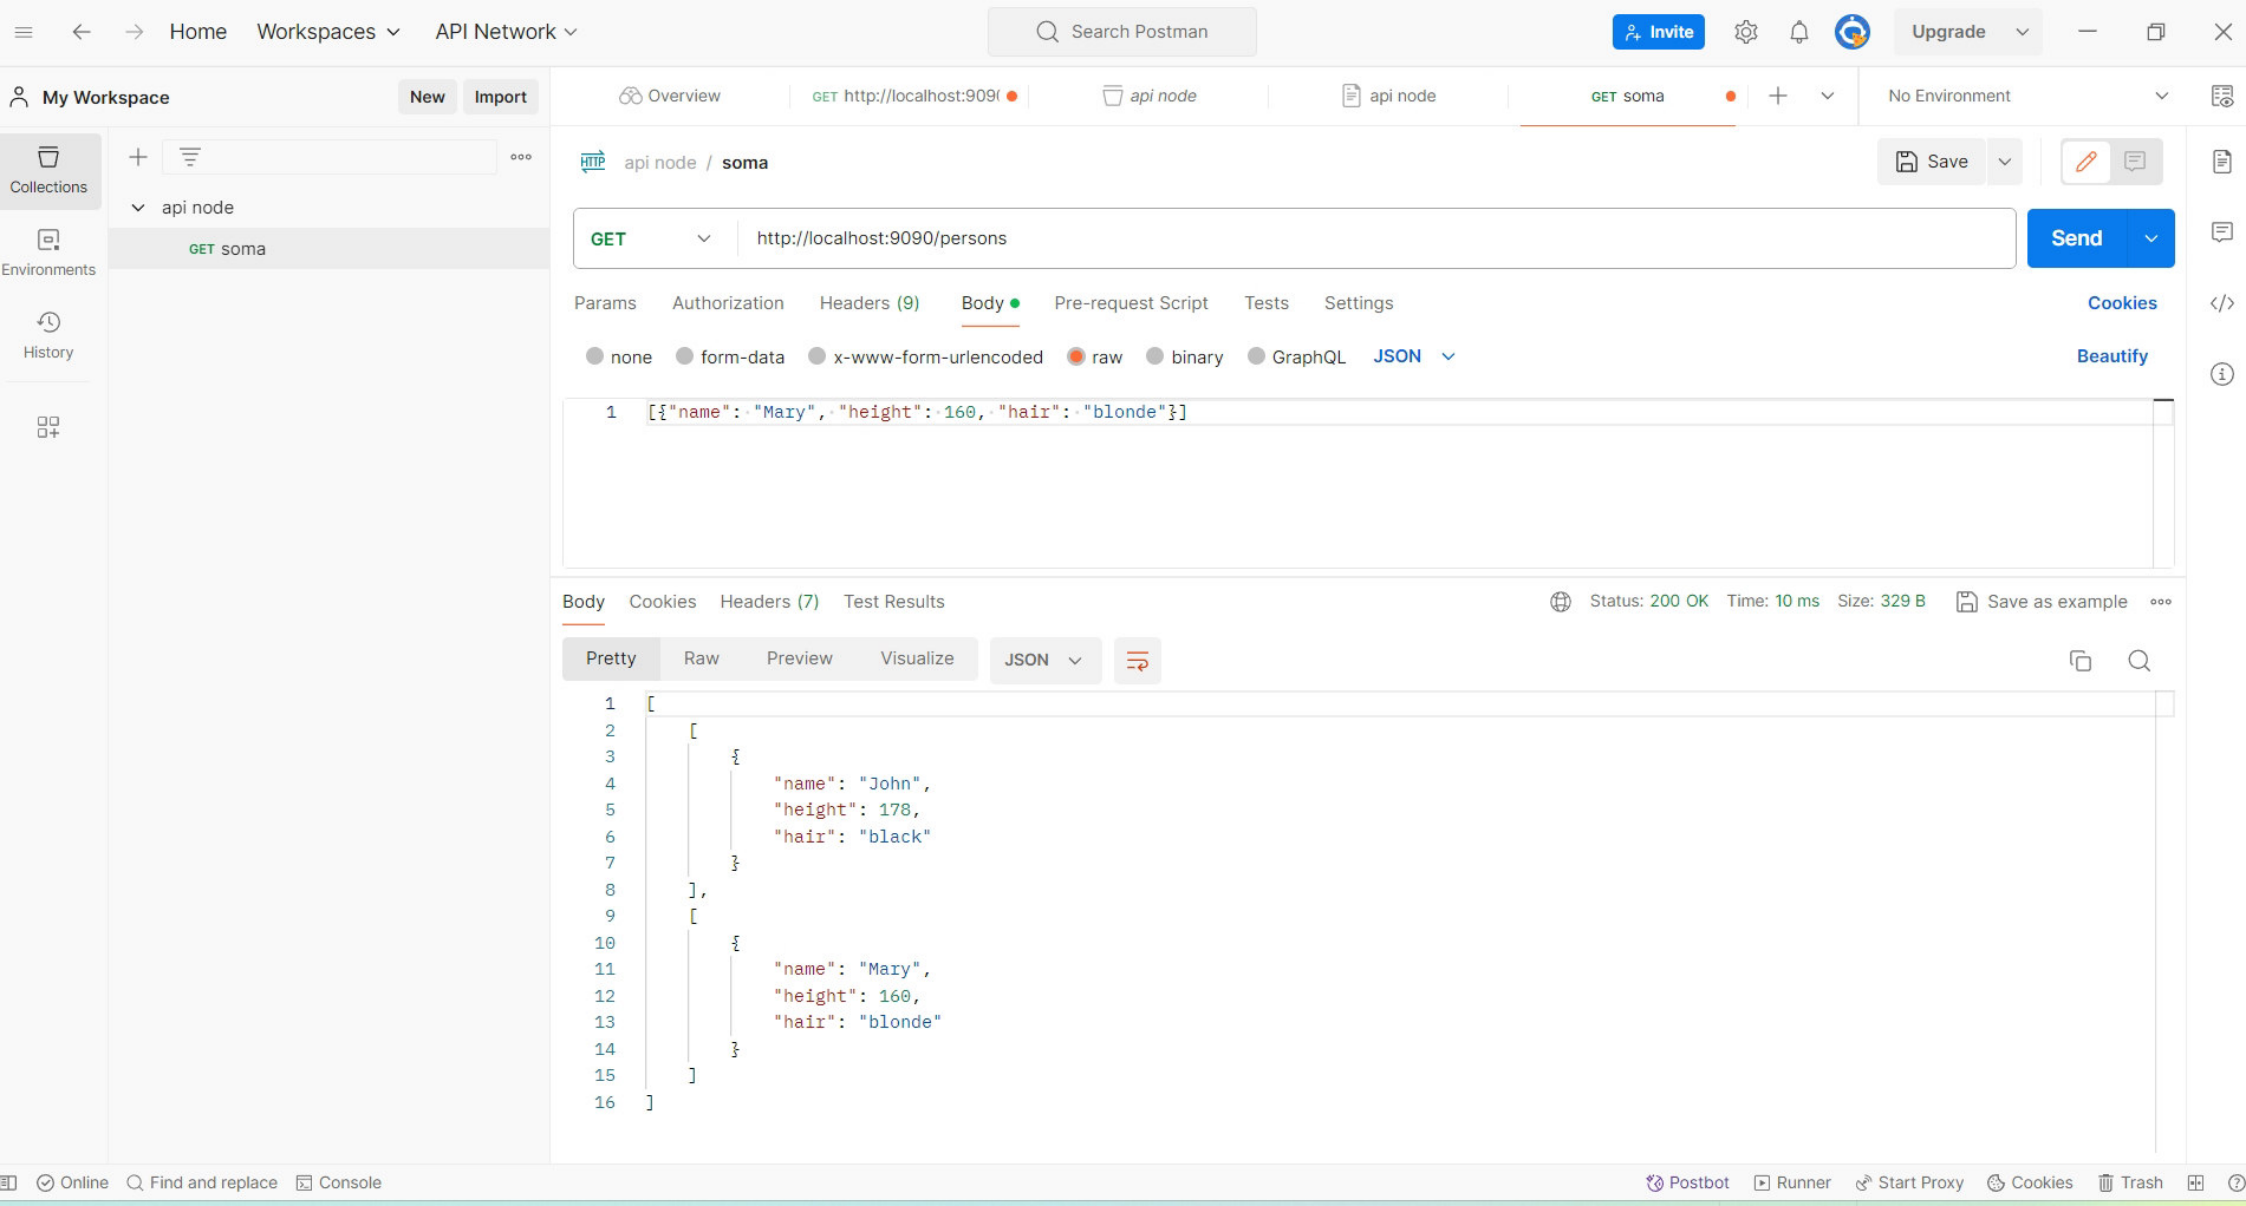 Home Workspaces API Network Search Postman Invite Upgrade
My Workspace New Import Overview GET http://localhost:909( api node api node GET soma No Environment
Collections
api node / soma Save
api node
GET soma
Environments
GET http://localhost:9090/persons Send
History
Params Authorization Headers (9) Body Pre-request Script Tests Settings Cookies
none form-data x-www-form-urlencoded raw binary GraphQL JSON Beautify
1 [{"name": "Mary", "height": 160, "hair": "blonde"}]
Body Cookies Headers (7) Test Results Status: 200 OK Time: 10 ms Size: 329 B Save as example
Pretty Raw Preview Visualize JSON
1 [
2 [
3 {
4 "name": "John",
5 "height": 178,
6 "hair": "black"
7 }
8 ],
9 [
10 {
11 "name": "Mary",
12 "height": 160,
13 "hair": "blonde"
14 }
15 ]
16 ]
Online Find and replace Console Postbot Runner Start Proxy Cookies Trash